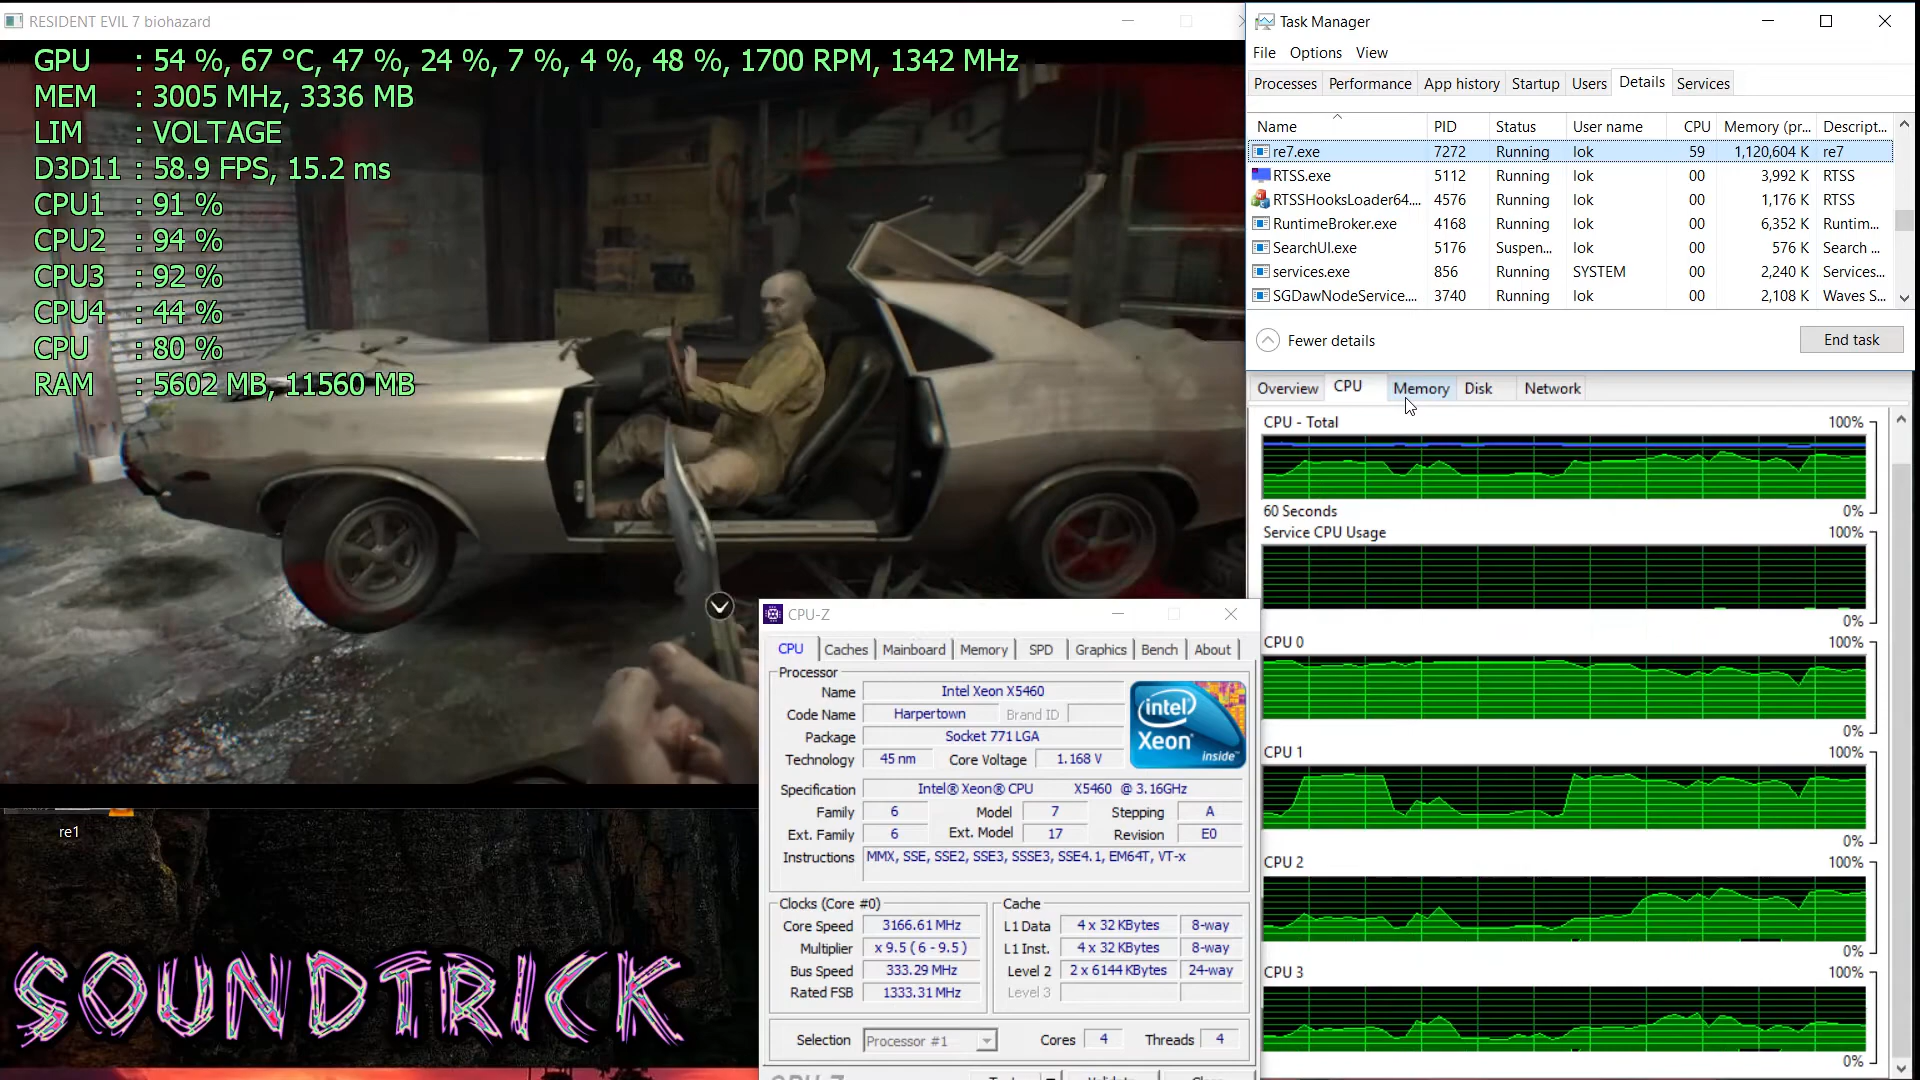 RESIDENT EVIL 7 biohazard
GPU : 54 %, 67 °C, 47 %, 24 %, 7 %, 4 %, 48 %, 1700 RPM, 1342 MHz
MEM : 3005 MHz, 3336 MB
LIM : VOLTAGE
D3D11 : 58.9 FPS, 15.2 ms
CPU1 : 91 %
CPU2 : 94 %
CPU3 : 92 %
CPU4 : 44 %
CPU : 80 %
RAM : 5602 MB, 11560 MB
re1
SOUNDTRICK
Task Manager
File Options View
Processes Performance App history Startup Users Details Services
Name PID Status User name CPU Memory (pr... Descript...
re7.exe 7272 Running lok 59 1,120,604 K re7
RTSS.exe 5112 Running lok 00 3,992 K RTSS
RTSSHooksLoader64.... 4576 Running lok 00 1,176 K RTSS
RuntimeBroker.exe 4168 Running lok 00 6,352 K Runtim...
SearchUI.exe 5176 Suspen... lok 00 576 K Search ...
services.exe 856 Running SYSTEM 00 2,240 K Services...
SGDawNodeService.... 3740 Running lok 00 2,108 K Waves S...
Fewer details End task
Overview CPU Memory Disk Network
CPU - Total 100%
60 Seconds 0%
Service CPU Usage 100%
0%
CPU 0 100%
0%
CPU 1 100%
0%
CPU 2 100%
0%
CPU 3 100%
0%
CPU-Z
CPU Caches Mainboard Memory SPD Graphics Bench About
Processor
Name Intel Xeon X5460
Code Name Harpertown Brand ID
Package Socket 771 LGA
Technology 45 nm Core Voltage 1.168 V
intel Xeon inside™
Specification Intel® Xeon® CPU X5460 @ 3.16GHz
Family 6 Model 7 Stepping A
Ext. Family 6 Ext. Model 17 Revision E0
Instructions MMX, SSE, SSE2, SSE3, SSSE3, SSE4.1, EM64T, VT-x
Clocks (Core #0) Cache
Core Speed 3166.61 MHz L1 Data 4 x 32 KBytes 8-way
Multiplier x 9.5 ( 6 - 9.5 ) L1 Inst. 4 x 32 KBytes 8-way
Bus Speed 333.29 MHz Level 2 2 x 6144 KBytes 24-way
Rated FSB 1333.31 MHz Level 3
Selection Processor #1 Cores 4 Threads 4